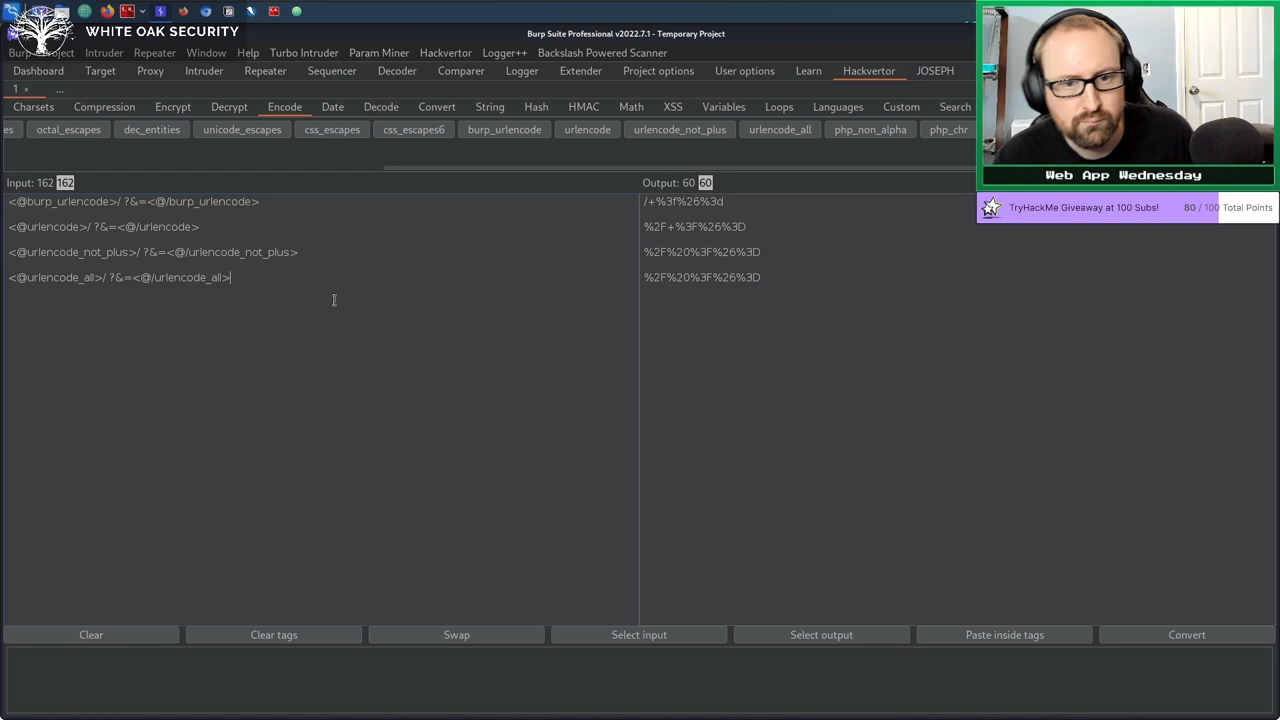 WHITE OAK SECURITY
Burp Suite Professional v2022.7.1 - Temporary Project
Burp Project Intruder Repeater Window Help Turbo Intruder Param Miner Hackvertor Logger++ Backslash Powered Scanner
Dashboard Target Proxy Intruder Repeater Sequencer Decoder Comparer Logger Extender Project options User options Learn Hackvertor JOSEPH
1 × ...
Charsets Compression Encrypt Decrypt Encode Date Decode Convert String Hash HMAC Math XSS Variables Loops Languages Custom Search
es octal_escapes dec_entities unicode_escapes css_escapes css_escapes6 burp_urlencode urlencode urlencode_not_plus urlencode_all php_non_alpha php_chr
Web App Wednesday
TryHackMe Giveaway at 100 Subs! 80 / 100 Total Points
Input: 162 162
Output: 60 60
<@burp_urlencode>/ ?&=<@/burp_urlencode>
/+%3f%26%3d
<@urlencode>/ ?&=<@/urlencode>
%2F+%3F%26%3D
<@urlencode_not_plus>/ ?&=<@/urlencode_not_plus>
%2F%20%3F%26%3D
<@urlencode_all>/ ?&=<@/urlencode_all>
%2F%20%3F%26%3D
Clear Clear tags Swap Select input Select output Paste inside tags Convert